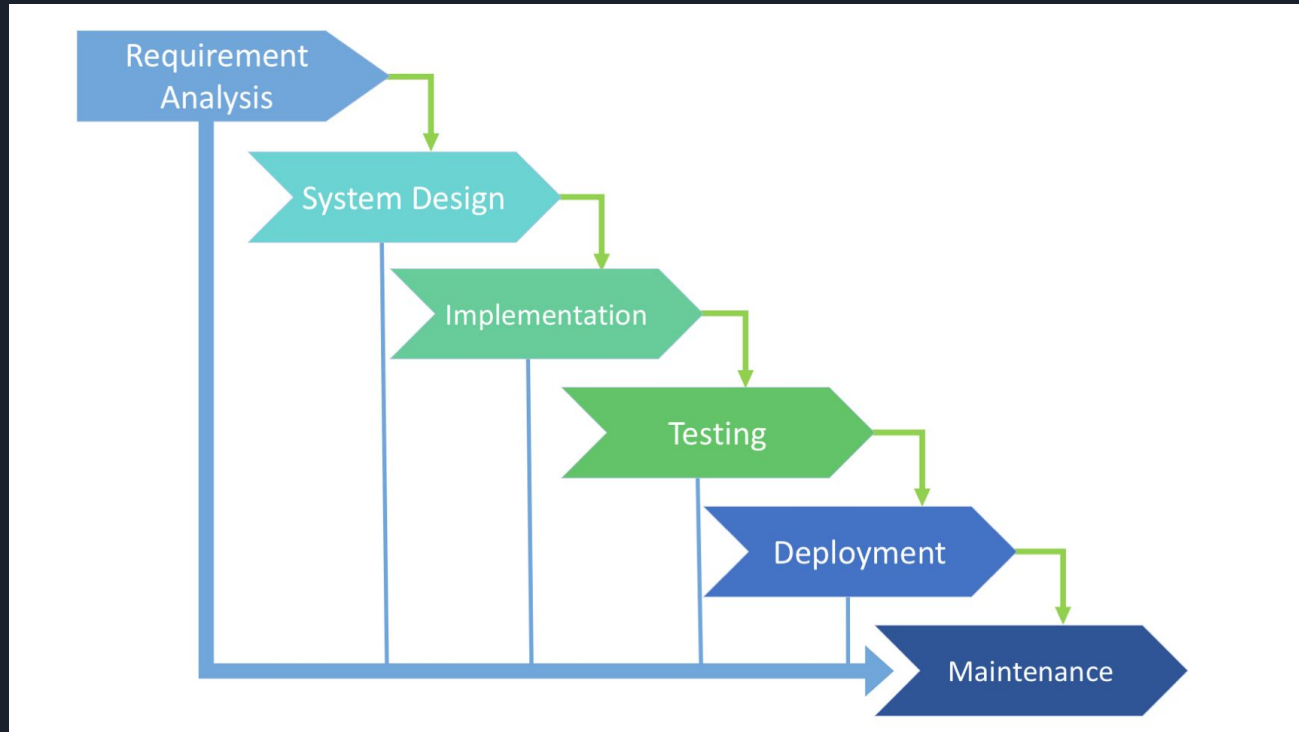 Requirement
Analysis
System Design
Implementation
Testing
Deployment
Maintenance